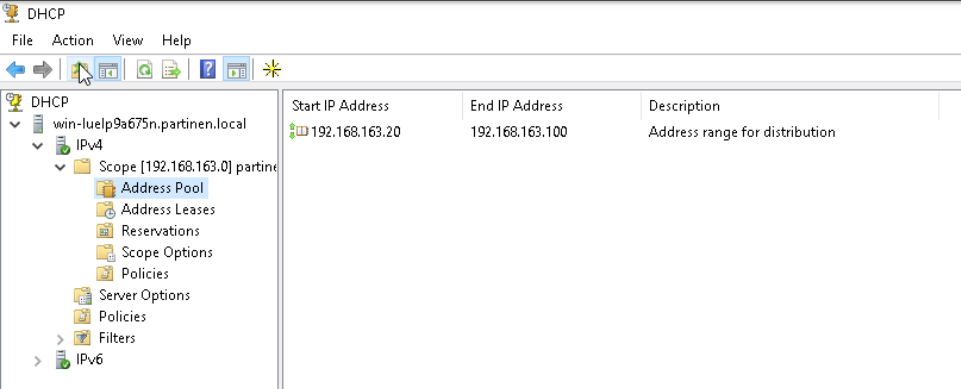 DHCP
File Action View Help
DHCP
win-luelp9a675n.partinen.local
IPv4
Scope [192.168.163.0] partine
Address Pool
Address Leases
Reservations
Scope Options
Policies
Server Options
Policies
Filters
IPv6
Start IP Address End IP Address Description
192.168.163.20 192.168.163.100 Address range for distribution